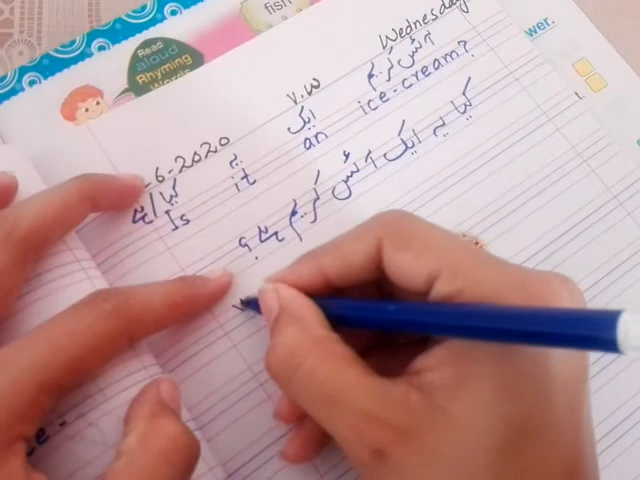 fish
Read
aloud
Rhyming
Words
wer.
Wednesday
V.W
-6-2020
کیا/ہے یہ ایک آئس کریم
Is it an ice-cream?
کیا یہ ایک آئس کریم ہے؟